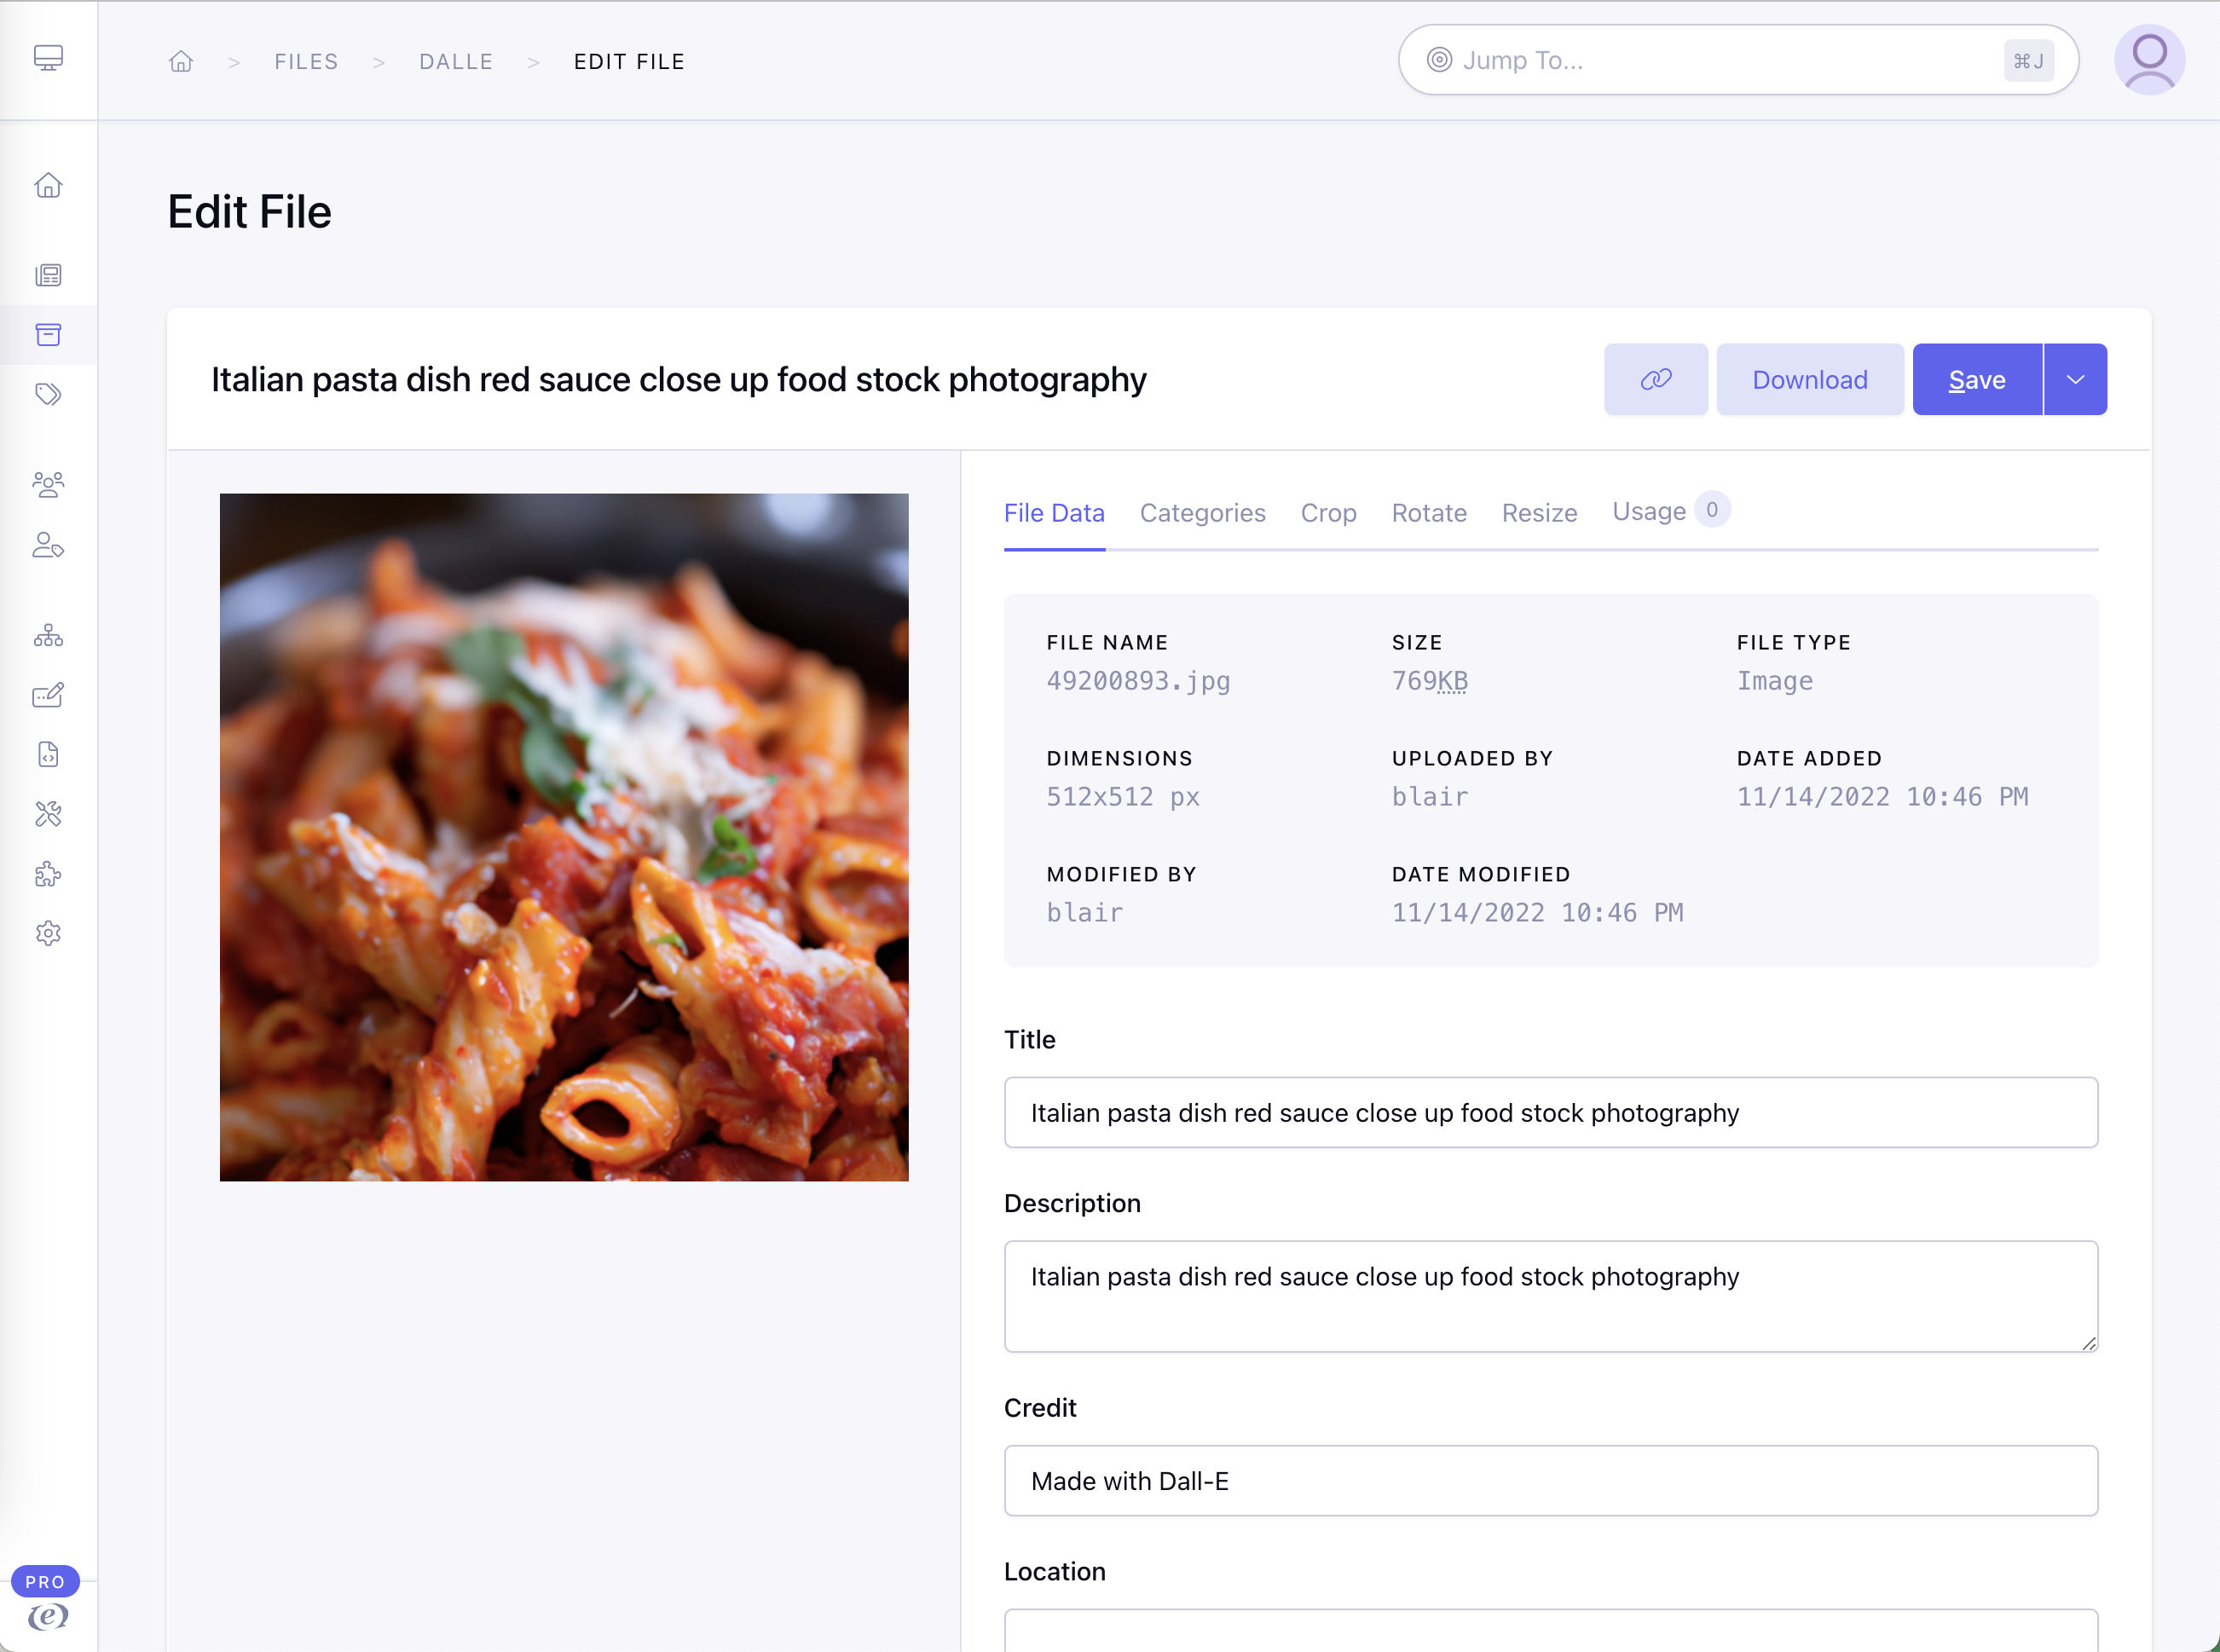 > FILES > DALLE > EDIT FILE
Jump To... ⌘J
Edit File
Italian pasta dish red sauce close up food stock photography
Download
Save
File Data Categories Crop Rotate Resize Usage 0
FILE NAME SIZE FILE TYPE
49200893.jpg 769KB Image
DIMENSIONS UPLOADED BY DATE ADDED
512x512 px blair 11/14/2022 10:46 PM
MODIFIED BY DATE MODIFIED
blair 11/14/2022 10:46 PM
Title
Italian pasta dish red sauce close up food stock photography
Description
Italian pasta dish red sauce close up food stock photography
Credit
Made with Dall-E
Location
PRO
e